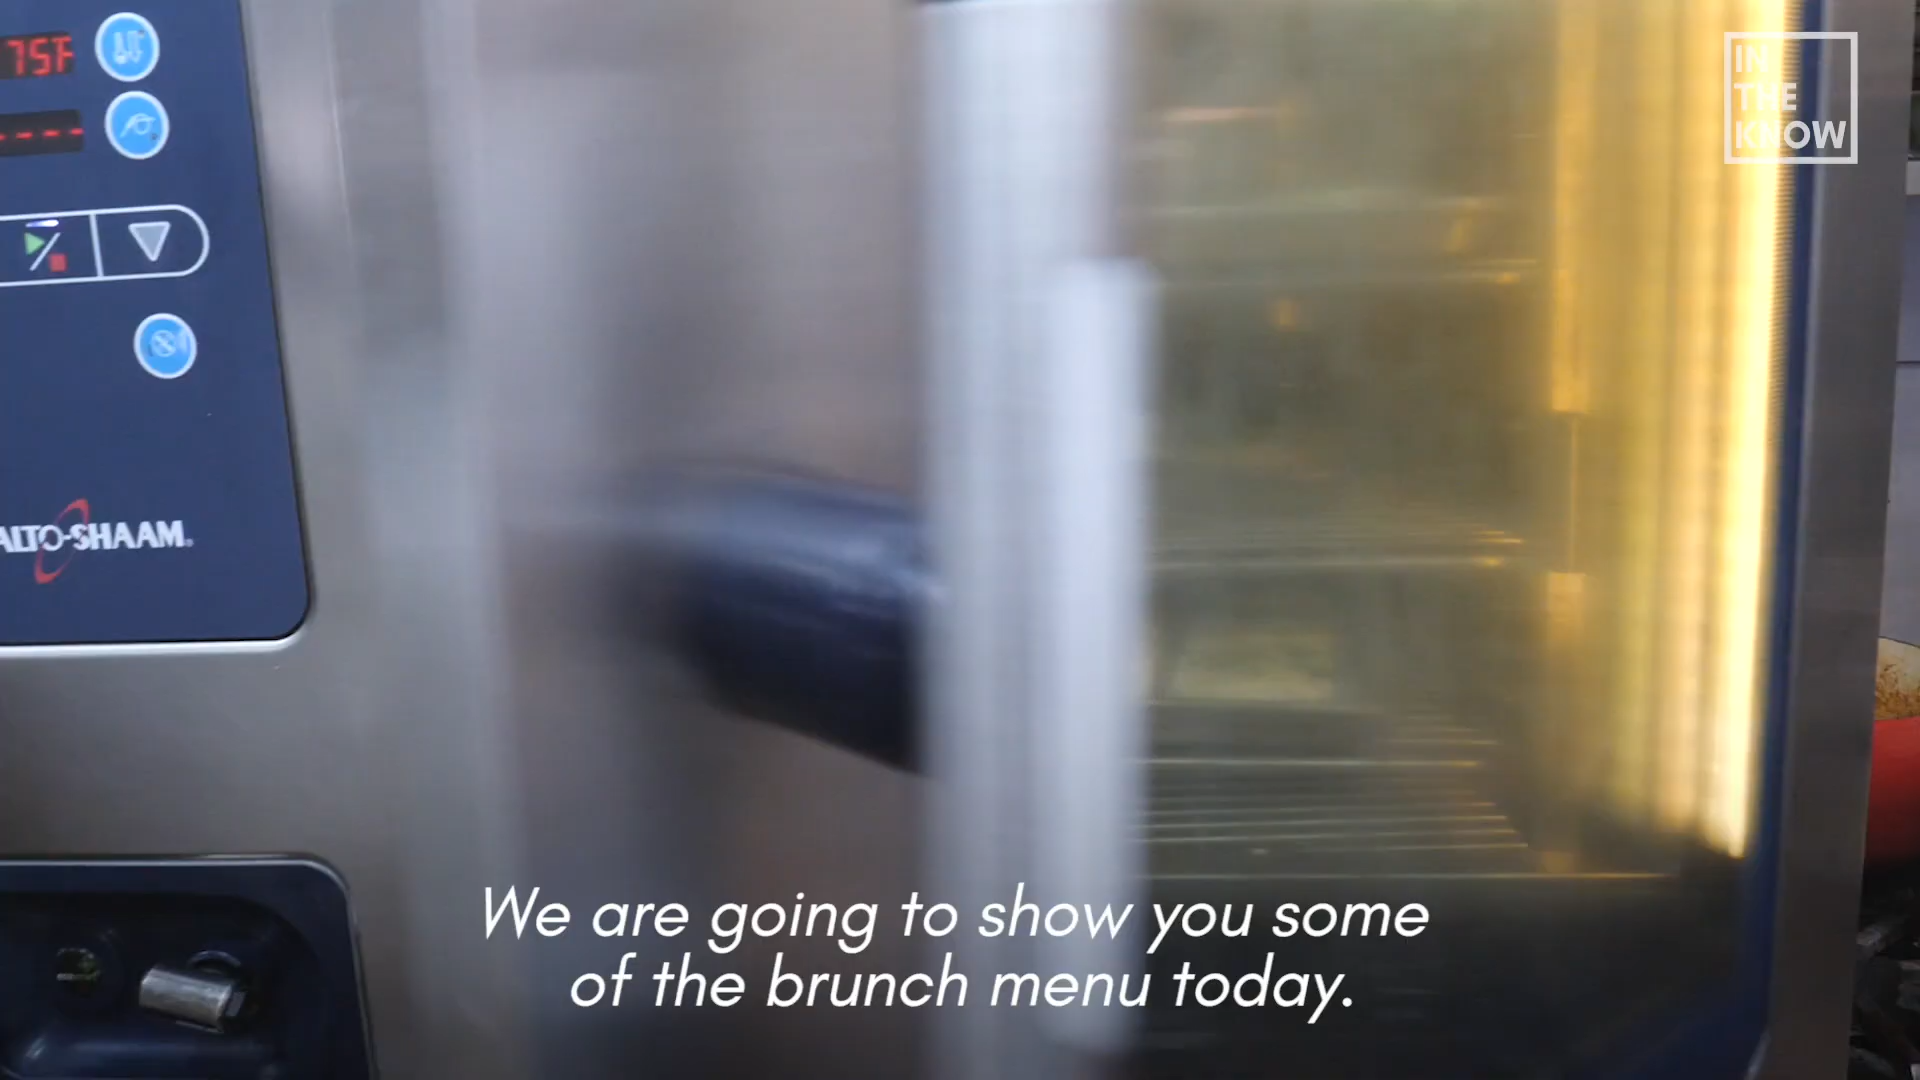 75F
IN
THE
KNOW
ALTO-SHAAM®
We are going to show you some
of the brunch menu today.